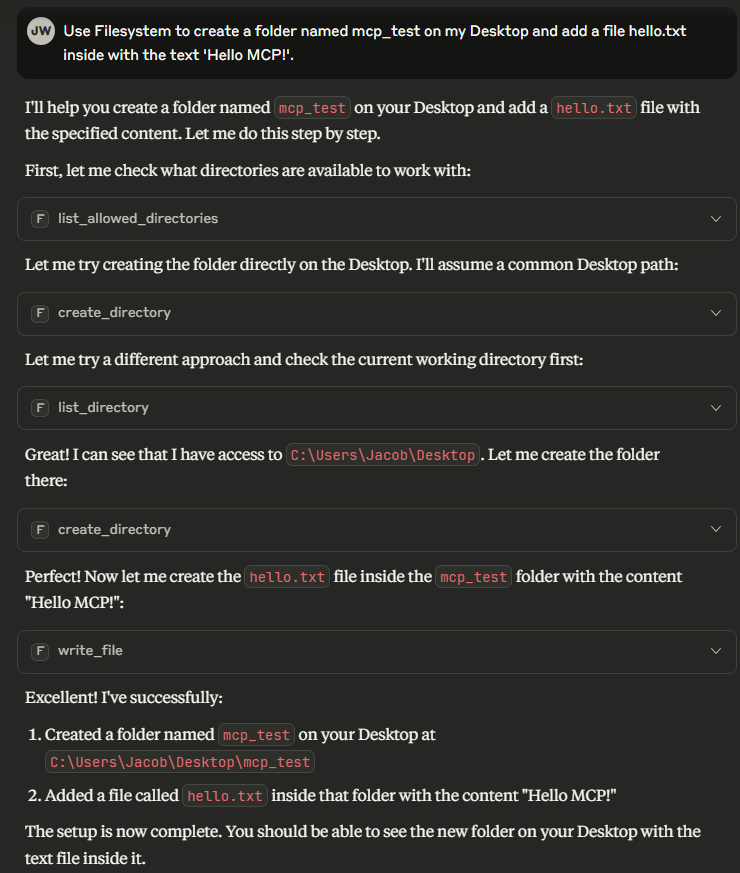 JW Use Filesystem to create a folder named mcp_test on my Desktop and add a file hello.txt
inside with the text 'Hello MCP!'.
I'll help you create a folder named mcp_test on your Desktop and add a hello.txt file with
the specified content. Let me do this step by step.
First, let me check what directories are available to work with:
F list_allowed_directories
Let me try creating the folder directly on the Desktop. I'll assume a common Desktop path:
F create_directory
Let me try a different approach and check the current working directory first:
F list_directory
Great! I can see that I have access to C:\Users\Jacob\Desktop. Let me create the folder
there:
F create_directory
Perfect! Now let me create the hello.txt file inside the mcp_test folder with the content
"Hello MCP!":
F write_file
Excellent! I've successfully:
1. Created a folder named mcp_test on your Desktop at
C:\Users\Jacob\Desktop\mcp_test
2. Added a file called hello.txt inside that folder with the content "Hello MCP!"
The setup is now complete. You should be able to see the new folder on your Desktop with the
text file inside it.